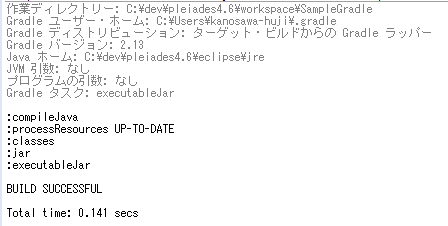 作業ディレクトリー: C:¥dev¥pleiades4.6¥workspace¥SampleGradle
Gradle ユーザー・ホーム: C:¥Users¥kanosawa-huji¥.gradle
Gradle ディストリビューション: ターゲット・ビルドからの Gradle ラッパー
Gradle バージョン: 2.13
Java ホーム: C:¥dev¥pleiades4.6¥eclipse¥jre
JVM 引数: なし
プログラムの引数: なし
Gradle タスク: executableJar
:compileJava
:processResources UP-TO-DATE
:classes
:jar
:executableJar
BUILD SUCCESSFUL
Total time: 0.141 secs